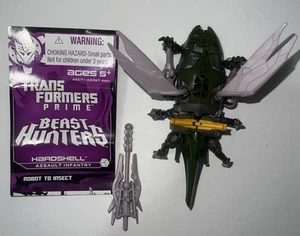 WARNING:
CHOKING HAZARD-Small parts.
Not for children under 3 years.
AGES 5+
TRANSFORMERS
PRIME
BEAST
HUNTERS
HARDSHELL
ASSAULT INFANTRY
ROBOT TO INSECT